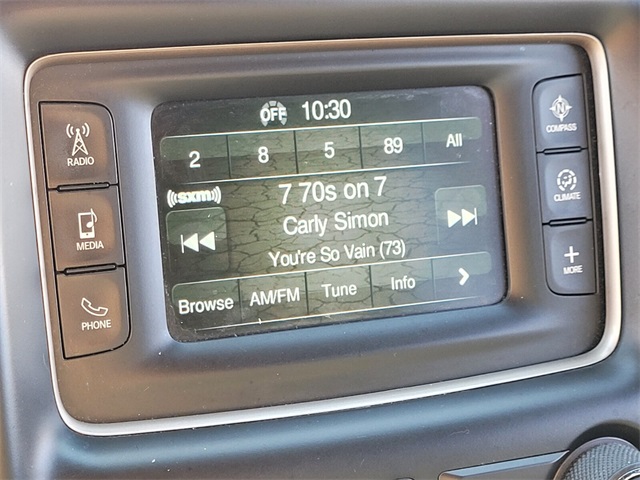 OFF 10:30
2 8 5 89 All
((sxm)) 7 70s on 7
Carly Simon
You're So Vain (73)
Browse AM/FM Tune Info
RADIO
MEDIA
PHONE
N
COMPASS
CLIMATE
+
MORE